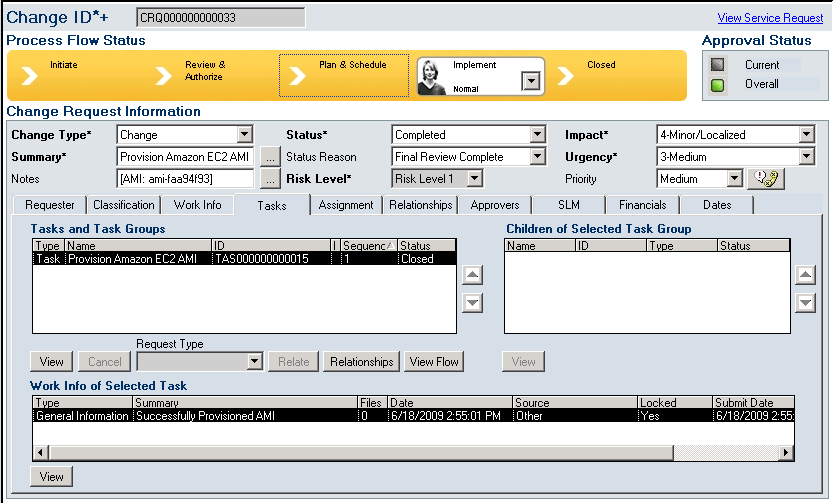 Change ID*+ CRQ000000000033 View Service Request
Process Flow Status Approval Status
Initiate Review & Authorize Plan & Schedule Implement Normal Closed
Current
Overall
Change Request Information
Change Type* Change Status* Completed Impact* 4-Minor/Localized
Summary* Provision Amazon EC2 AMI ... Status Reason Final Review Complete Urgency* 3-Medium
Notes [AMI: ami-faa94f93] ... Risk Level* Risk Level 1 Priority Medium
Requester Classification Work Info Tasks Assignment Relationships Approvers SLM Financials Dates
Tasks and Task Groups Children of Selected Task Group
Type Name ID I Sequenc Status Name ID Type Status
Task Provision Amazon EC2 AMI TAS000000000015 1 Closed
Request Type
View Cancel Relate Relationships View Flow View
Work Info of Selected Task
Type Summary Files Date Source Locked Submit Date
General Information Successfully Provisioned AMI 0 6/18/2009 2:55:01 PM Other Yes 6/18/2009 2:55:
View